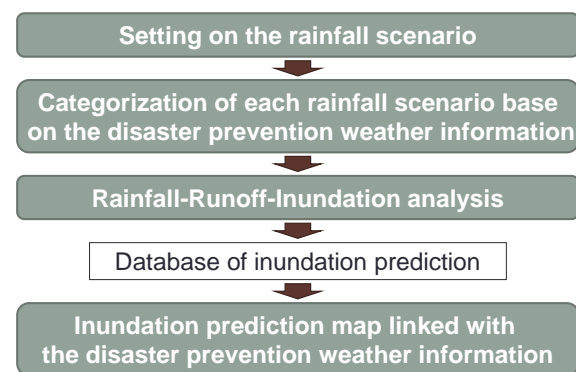 Setting on the rainfall scenario
Categorization of each rainfall scenario base
on the disaster prevention weather information
Rainfall-Runoff-Inundation analysis
Database of inundation prediction
Inundation prediction map linked with
the disaster prevention weather information